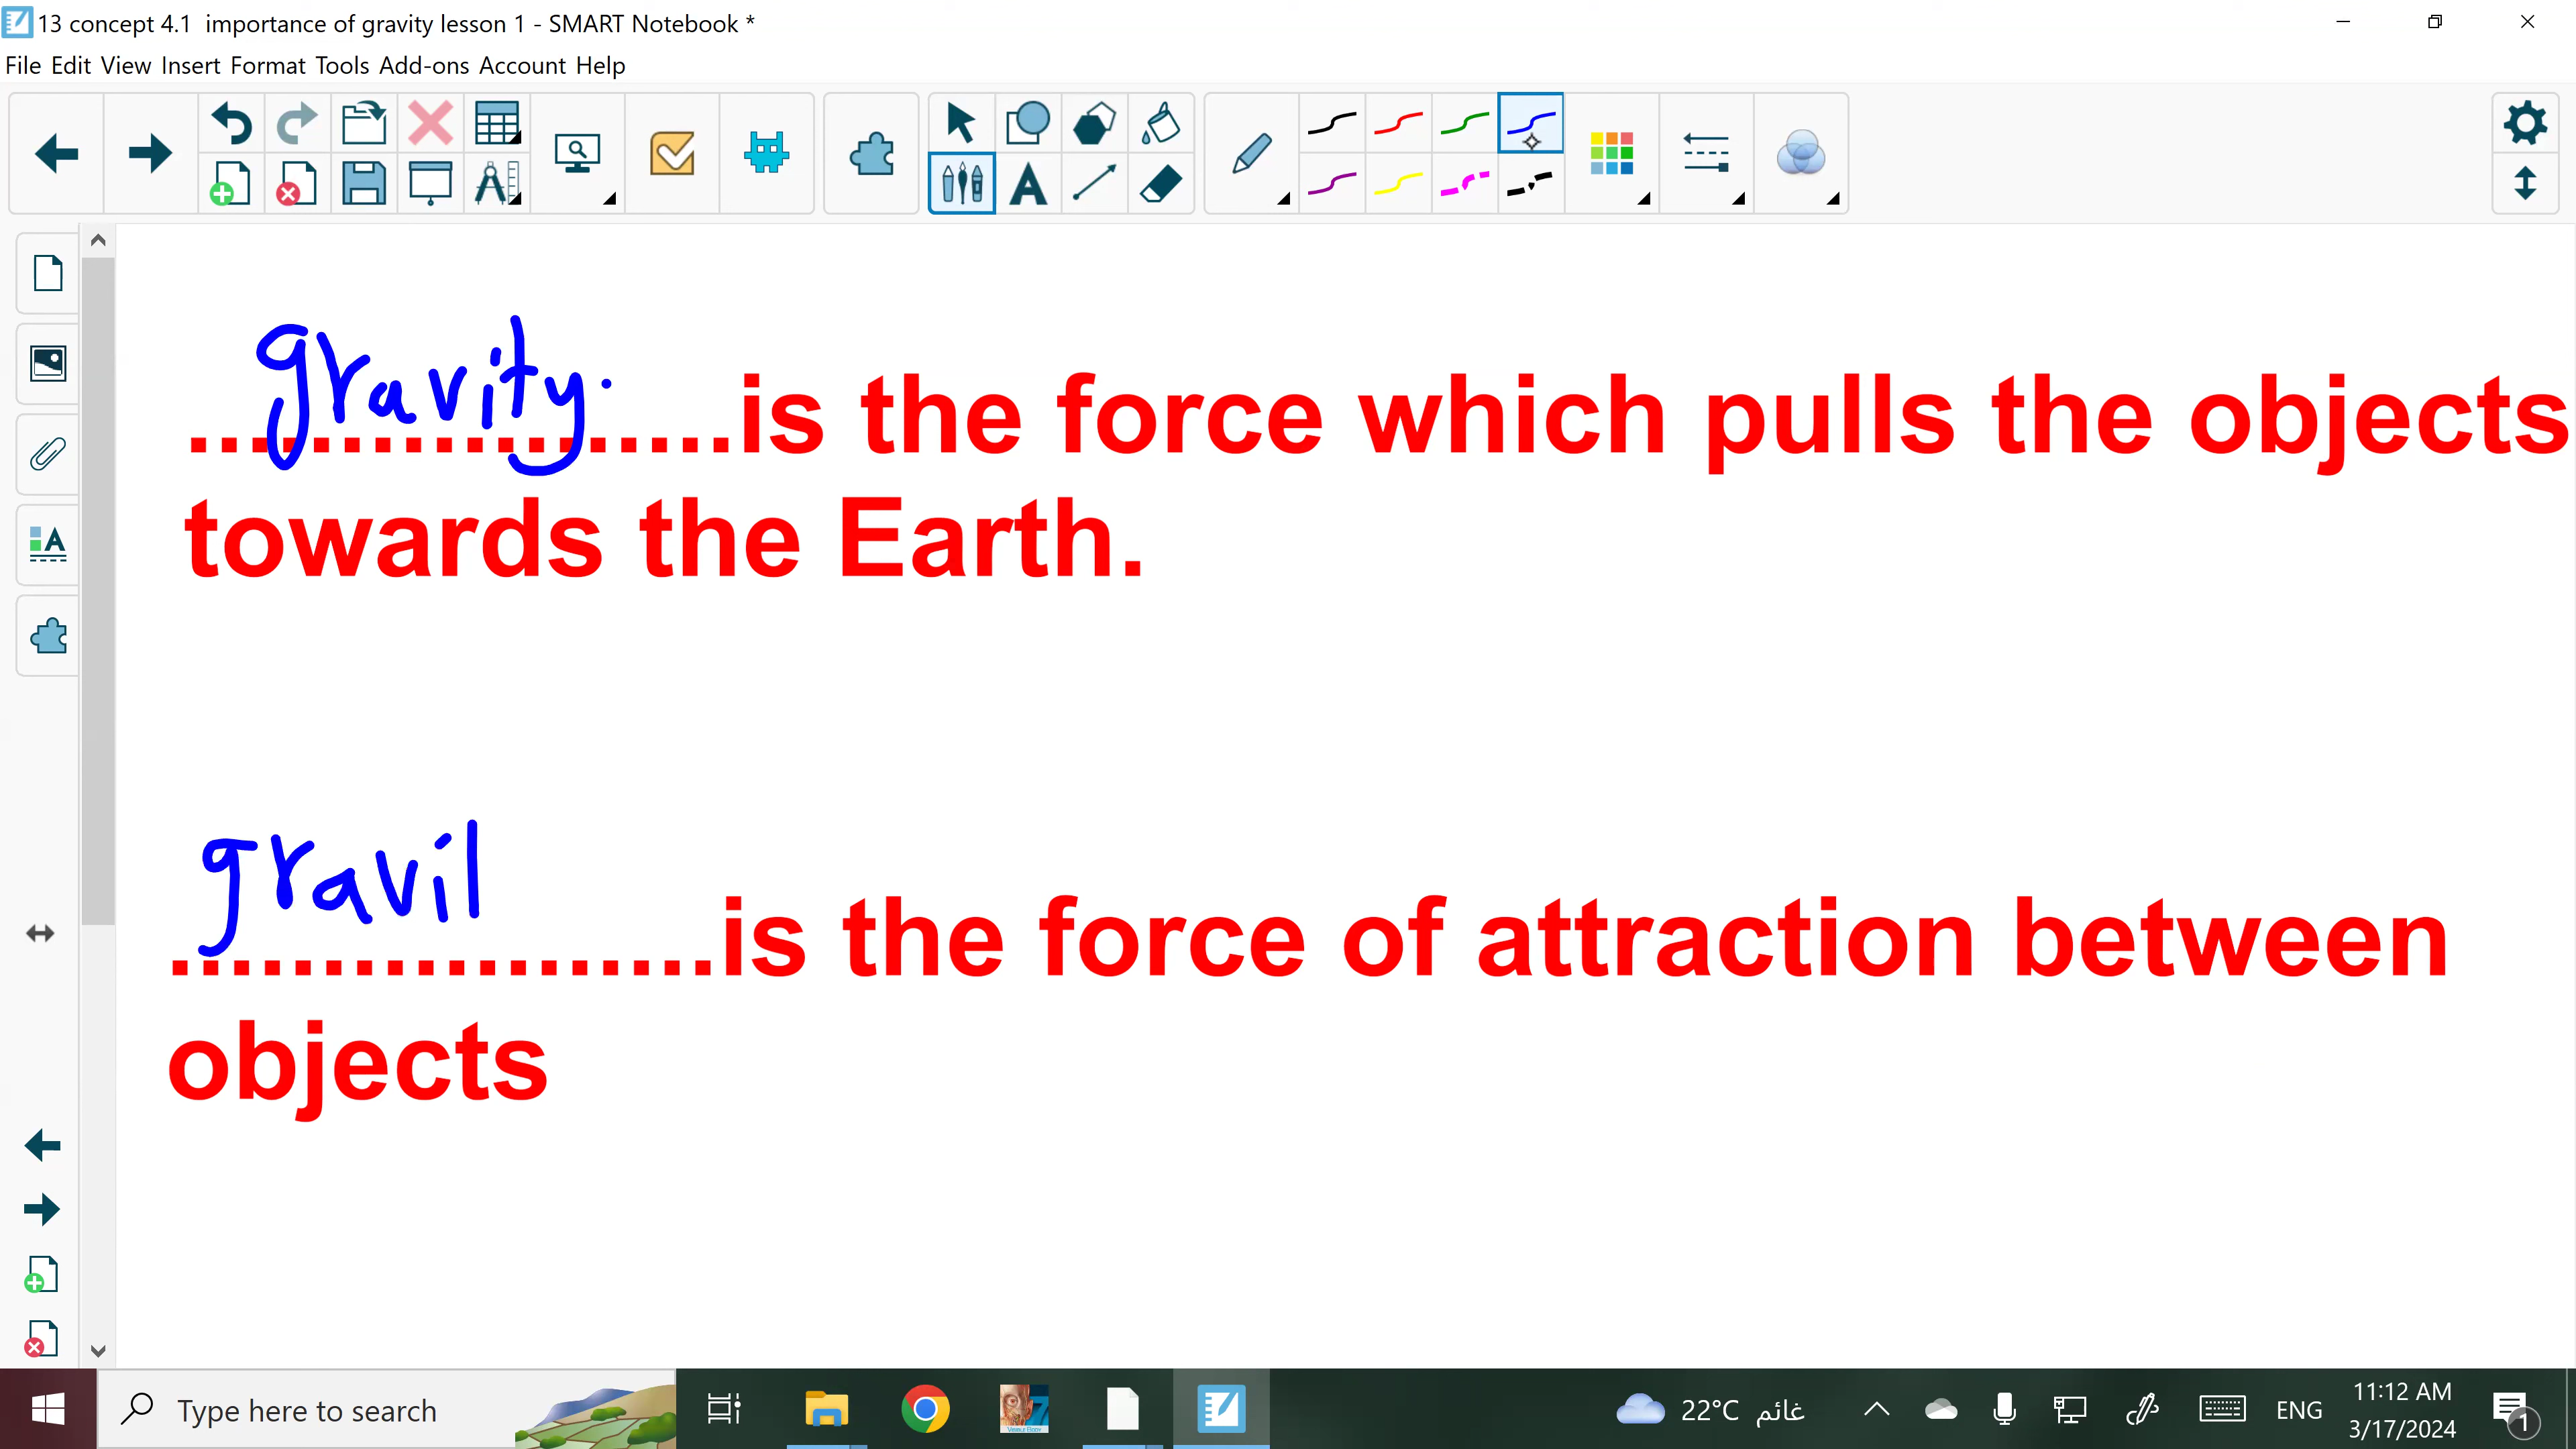 13 concept 4.1  importance of gravity lesson 1 - SMART Notebook *
File Edit View Insert Format Tools Add-ons Account Help
gravity.
..................is the force which pulls the objects
towards the Earth.
gravil
..................is the force of attraction between
objects
Type here to search
22°C غائم
ENG
11:12 AM
3/17/2024
1